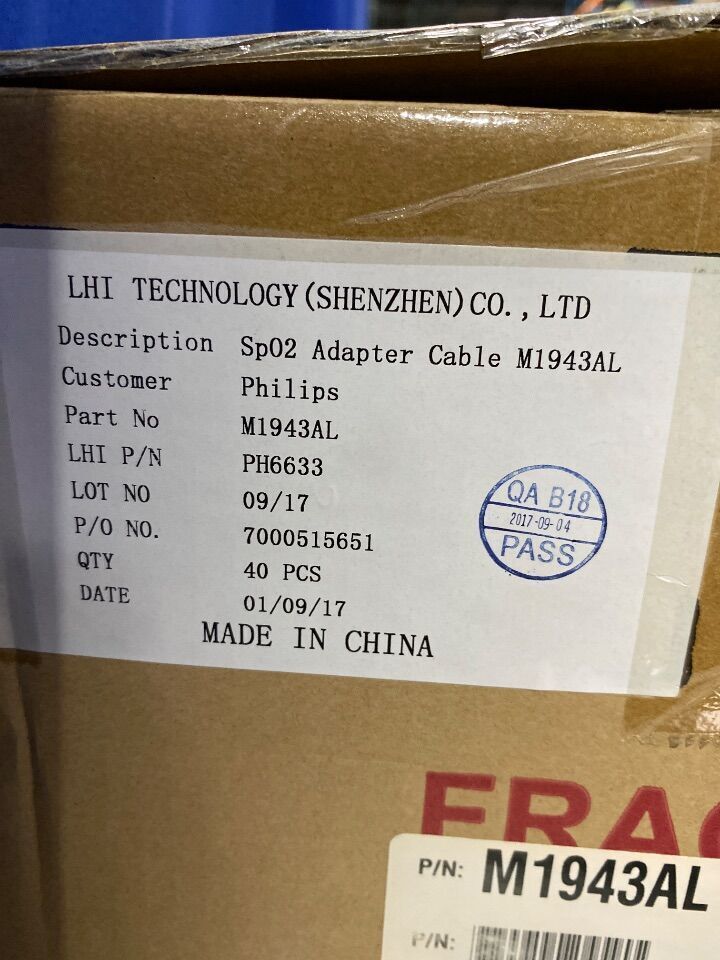 LHI TECHNOLOGY(SHENZHEN)CO.,LTD
Description SpO2 Adapter Cable M1943AL
Customer Philips
Part No M1943AL
LHI P/N PH6633
LOT NO 09/17
P/O NO. 7000515651
QTY 40 PCS
DATE 01/09/17
MADE IN CHINA
QA B18
2017-09-04
PASS
FRA
P/N: M1943AL
P/N: